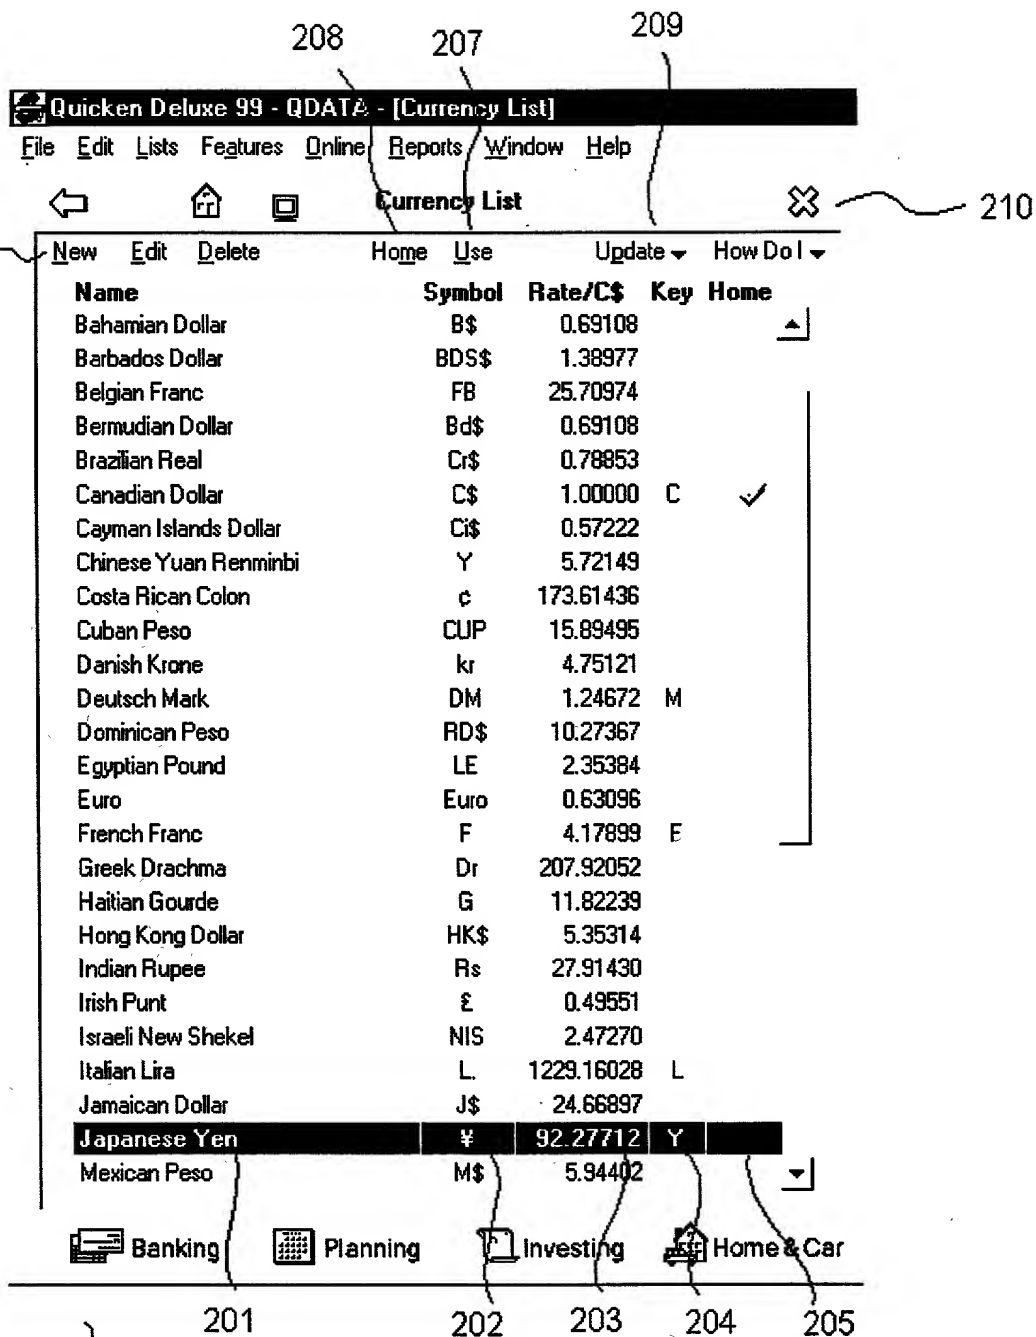 208 207 209
Quicken Deluxe 99 - QDATA - [Currency List]
File Edit Lists Features Online Reports Window Help
Currency List
210
New Edit Delete Home Use Update How Do I
Name Symbol Rate/C$ Key Home
Bahamian Dollar B$ 0.69108
Barbados Dollar BDS$ 1.38977
Belgian Franc FB 25.70974
Bermudian Dollar Bd$ 0.69108
Brazilian Real Cr$ 0.78853
Canadian Dollar C$ 1.00000 C ✓
Cayman Islands Dollar Ci$ 0.57222
Chinese Yuan Renminbi Y 5.72149
Costa Rican Colon ¢ 173.61436
Cuban Peso CUP 15.89495
Danish Krone kr 4.75121
Deutsch Mark DM 1.24672 M
Dominican Peso RD$ 10.27367
Egyptian Pound LE 2.35384
Euro Euro 0.63096
French Franc F 4.17899 E
Greek Drachma Dr 207.92052
Haitian Gourde G 11.82239
Hong Kong Dollar HK$ 5.35314
Indian Rupee Rs 27.91430
Irish Punt £ 0.49551
Israeli New Shekel NIS 2.47270
Italian Lira L. 1229.16028 L
Jamaican Dollar J$ 24.66897
Japanese Yen ¥ 92.27712 Y
Mexican Peso M$ 5.94402
Banking Planning Investing Home & Car
201 202 203 204 205